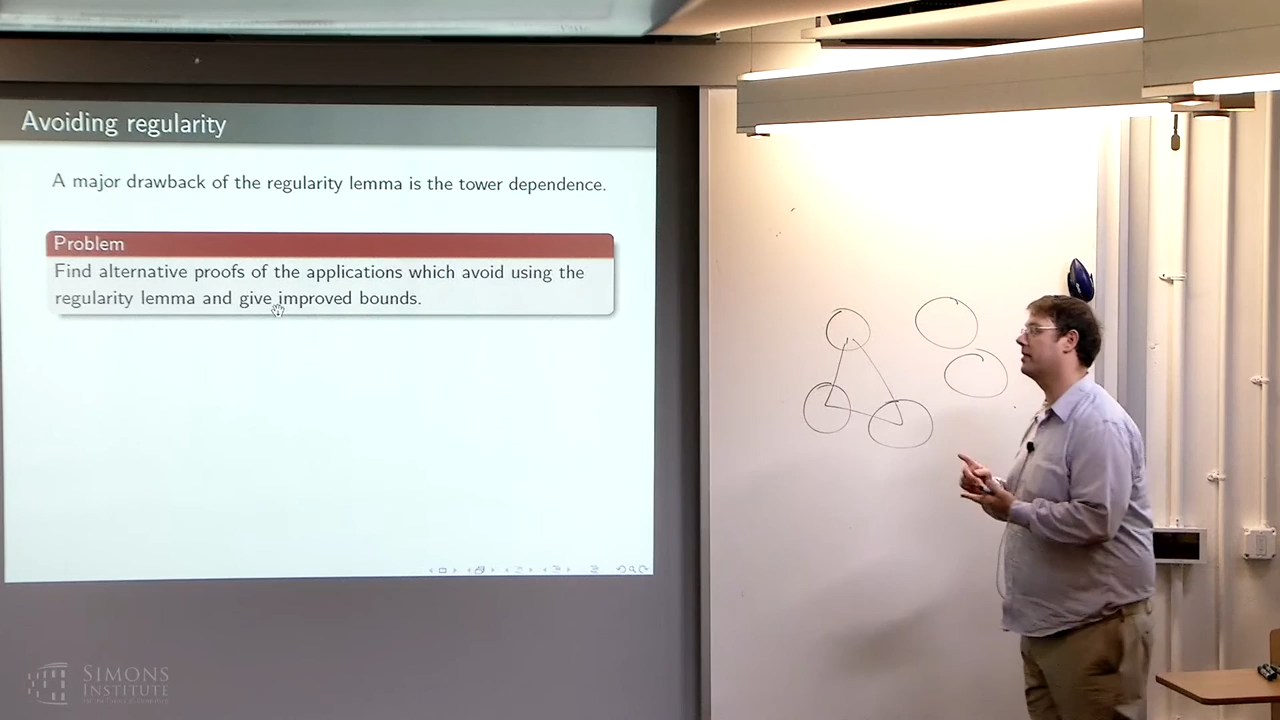 Avoiding regularity
A major drawback of the regularity lemma is the tower dependence.
Problem
Find alternative proofs of the applications which avoid using the
regularity lemma and give improved bounds.
SIMONS
INSTITUTE